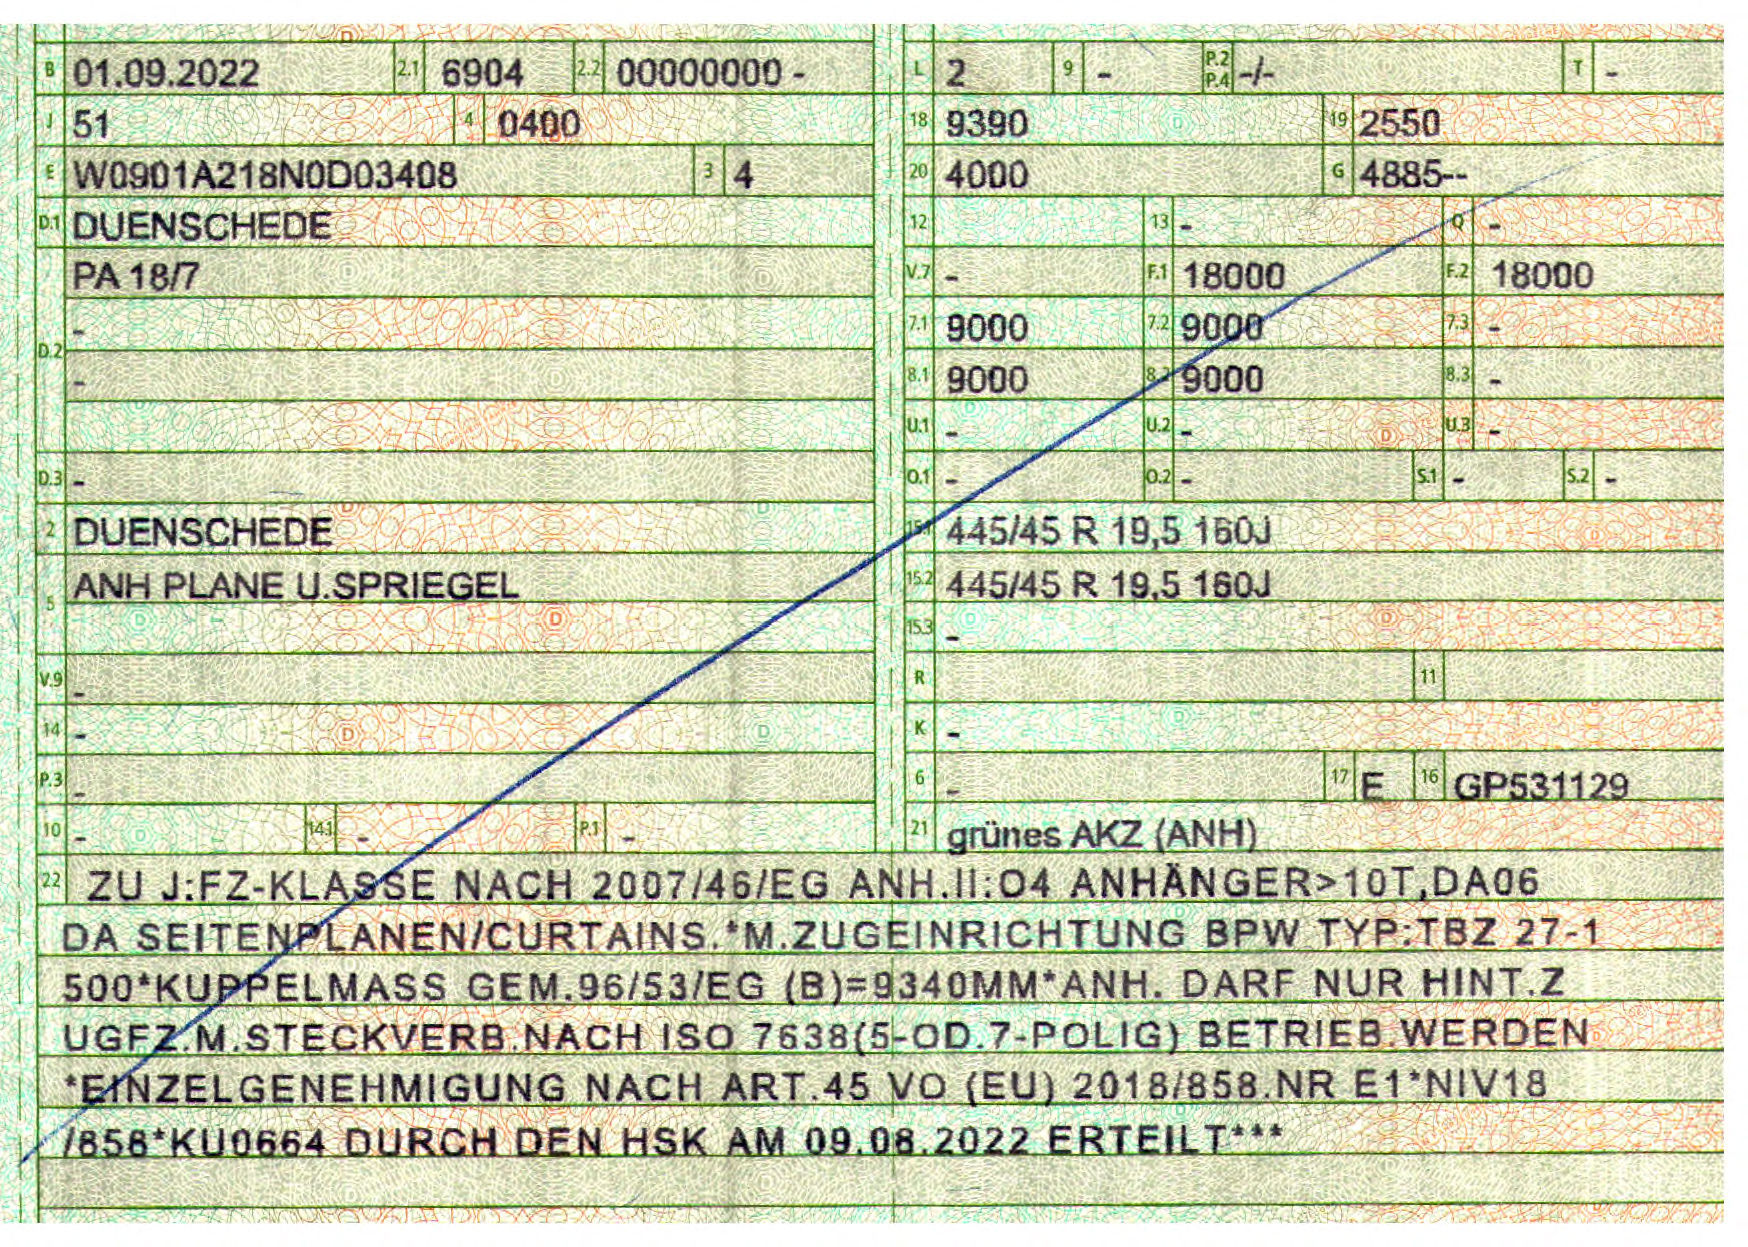 B 01.09.2022 2.1 6904 2.2 00000000 -
J 51 4 0400
E W0901A218N0D03408 3 4
D.1 DUENSCHEDE
PA 18/7
-
D.2
-
D.3 -
2 DUENSCHEDE
ANH PLANE U.SPRIEGEL
5
V.9 -
14 -
P.3 -
10 - 14.1 - P.1 -
L 2 9 - P.2 P.4 -/- T -
18 9390 19 2550
20 4000 G 4885--
12 13 - Q -
V.7 - F.1 18000 F.2 18000
7.1 9000 7.2 9000 7.3 -
8.1 9000 8.2 9000 8.3 -
U.1 - U.2 - U.3 -
O.1 - O.2 - S.1 - S.2 -
15.1 445/45 R 19,5 160J
15.2 445/45 R 19,5 160J
15.3 -
R 11
K -
6 - 17 E 16 GP531129
21 grünes AKZ (ANH)
22 ZU J:FZ-KLASSE NACH 2007/46/EG ANH.II:O4 ANHÄNGER>10T,DA06
DA SEITENPLANEN/CURTAINS.*M.ZUGEINRICHTUNG BPW TYP:TBZ 27-1
500*KUPPELMASS GEM.96/53/EG (B)=9340MM*ANH. DARF NUR HINT.Z
UGFZ.M.STECKVERB.NACH ISO 7638(5-OD.7-POLIG) BETRIEB.WERDEN
*EINZELGENEHMIGUNG NACH ART.45 VO (EU) 2018/858.NR E1*NIV18
/858*KU0664 DURCH DEN HSK AM 09.08.2022 ERTEILT***